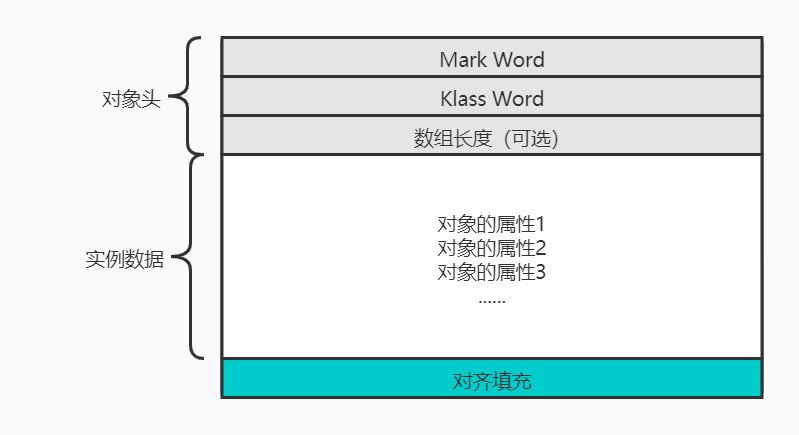 Mark Word
对象头
Klass Word
数组长度（可选）
对象的属性1
对象的属性2
实例数据
对象的属性3
......
对齐填充